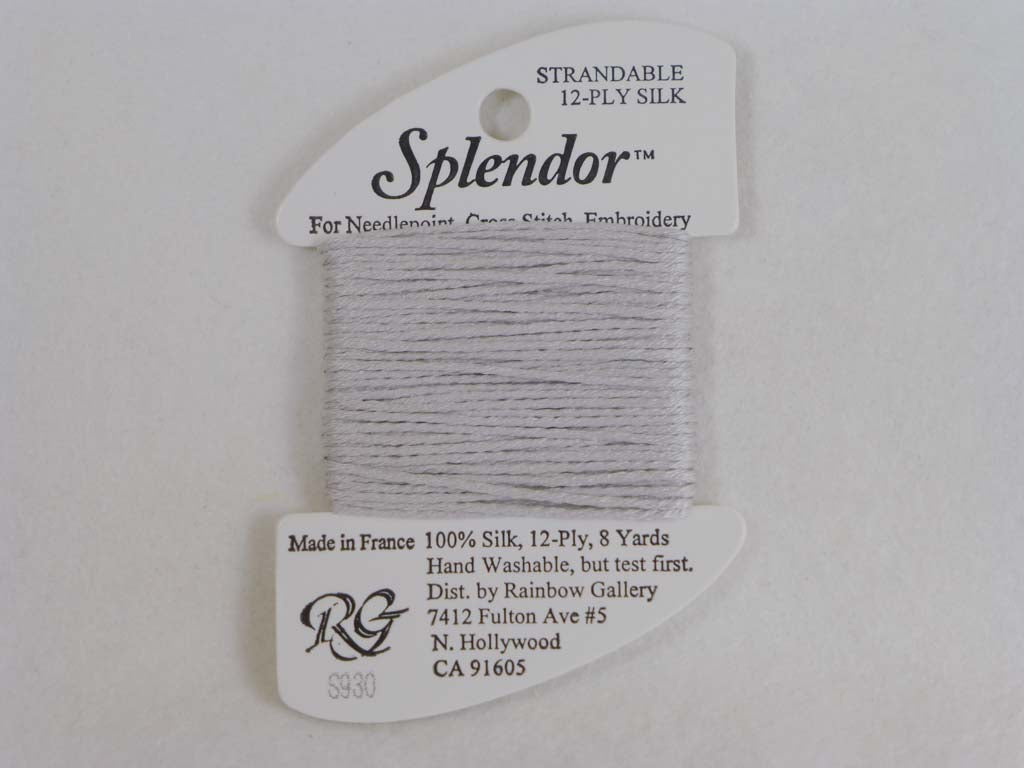 STRANDABLE
12-PLY SILK
Splendor™
For Needlepoint, Cross Stitch, Embroidery
Made in France
100% Silk, 12-Ply, 8 Yards
Hand Washable, but test first.
Dist. by Rainbow Gallery
7412 Fulton Ave #5
N. Hollywood
CA 91605
RG
S930